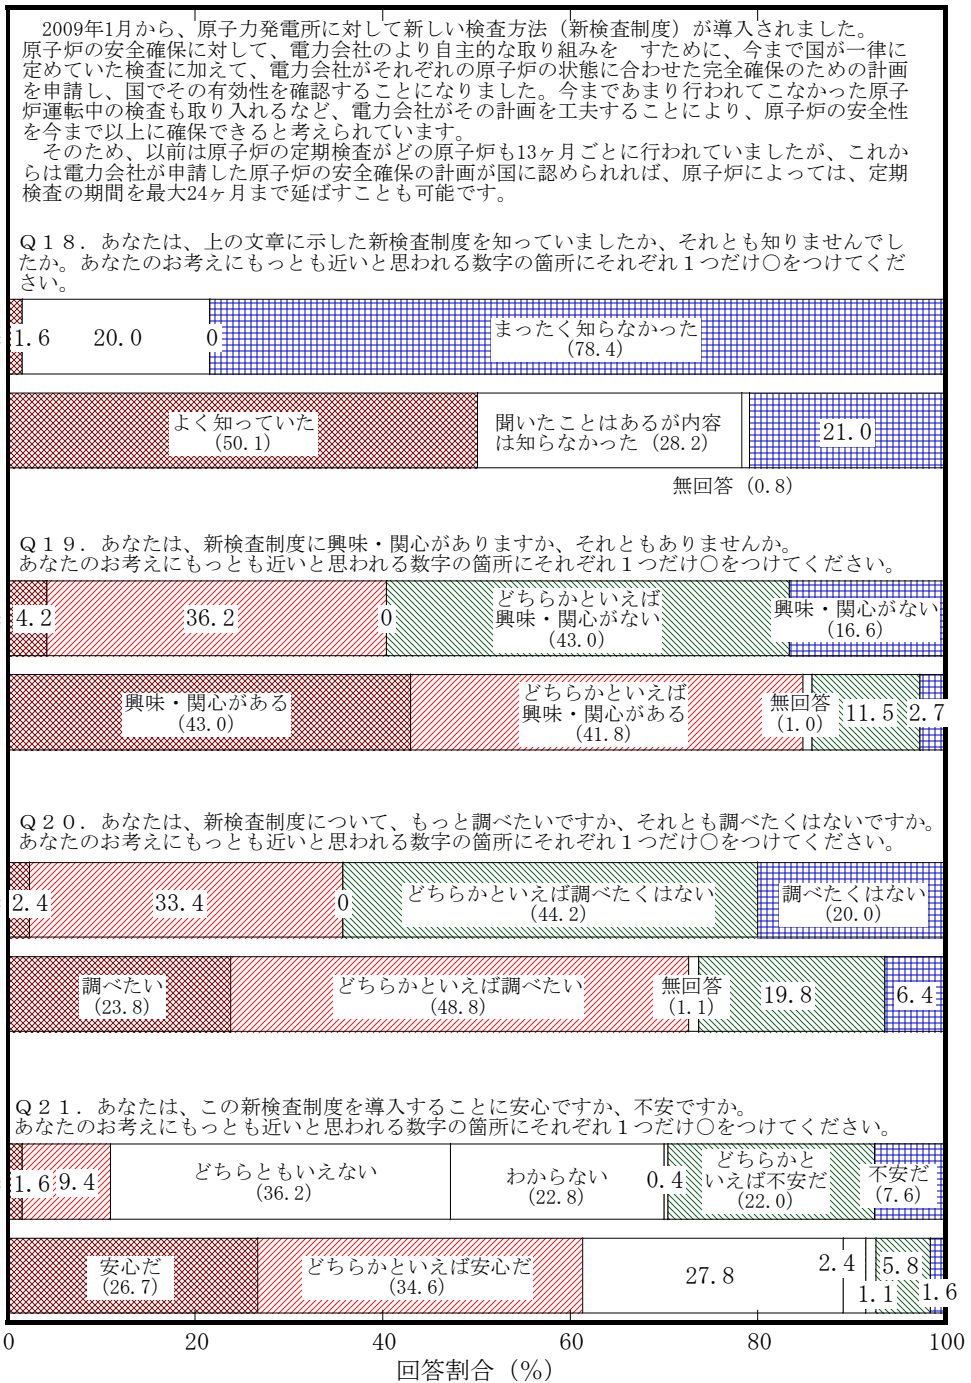 2009年1月から、原子力発電所に対して新しい検査方法（新検査制度）が導入されました。
原子炉の安全確保に対して、電力会社のより自主的な取り組みを　すために、今まで国が一律に
定めていた検査に加えて、電力会社がそれぞれの原子炉の状態に合わせた完全確保のための計画
を申請し、国でその有効性を確認することになりました。今まであまり行われてこなかった原子
炉運転中の検査も取り入れるなど、電力会社がその計画を工夫することにより、原子炉の安全性
を今まで以上に確保できると考えられています。
そのため、以前は原子炉の定期検査がどの原子炉も13ヶ月ごとに行われていましたが、これか
らは電力会社が申請した原子炉の安全確保の計画が国に認められれば、原子炉によっては、定期
検査の期間を最大24ヶ月まで延ばすことも可能です。
Ｑ１８．あなたは、上の文章に示した新検査制度を知っていましたか、それとも知りませんでし
たか。あなたのお考えにもっとも近いと思われる数字の箇所にそれぞれ１つだけ○をつけてくだ
さい。
1.6 20.0 0 まったく知らなかった
(78.4)
よく知っていた
(50.1)
聞いたことはあるが内容
は知らなかった（28.2）
21.0
無回答（0.8）
Ｑ１９．あなたは、新検査制度に興味・関心がありますか、それともありませんか。
あなたのお考えにもっとも近いと思われる数字の箇所にそれぞれ１つだけ○をつけてください。
4.2 36.2 0
どちらかといえば
興味・関心がない
(43.0)
興味・関心がない
(16.6)
興味・関心がある
(43.0)
どちらかといえば
興味・関心がある
(41.8)
無回答
(1.0)
11.5 2.7
Ｑ２０．あなたは、新検査制度について、もっと調べたいですか、それとも調べたくはないですか。
あなたのお考えにもっとも近いと思われる数字の箇所にそれぞれ１つだけ○をつけてください。
2.4 33.4 0
どちらかといえば調べたくはない
(44.2)
調べたくはない
(20.0)
調べたい
(23.8)
どちらかといえば調べたい
(48.8)
無回答
(1.1)
19.8 6.4
Ｑ２１．あなたは、この新検査制度を導入することに安心ですか、不安ですか。
あなたのお考えにもっとも近いと思われる数字の箇所にそれぞれ１つだけ○をつけてください。
1.6 9.4
どちらともいえない
(36.2)
わからない
(22.8)
0.4
どちらかと
いえば不安だ
(22.0)
不安だ
(7.6)
安心だ
(26.7)
どちらかといえば安心だ
(34.6)
27.8
2.4
1.1
5.8
1.6
0 20 40 60 80 100
回答割合（%）